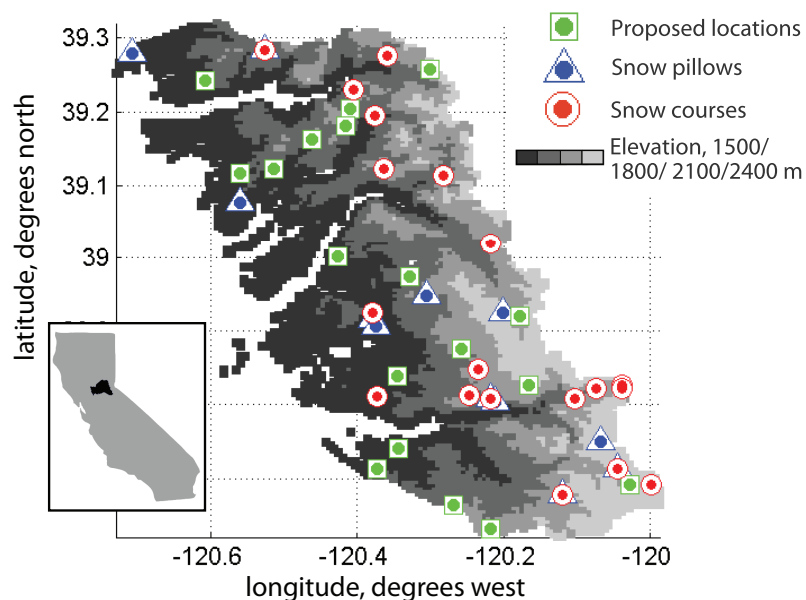 39.3
39.2
39.1
39
latitude, degrees north
-120.6
-120.4
-120.2
-120
longitude, degrees west
Proposed locations
Snow pillows
Snow courses
Elevation, 1500/
1800/ 2100/2400 m